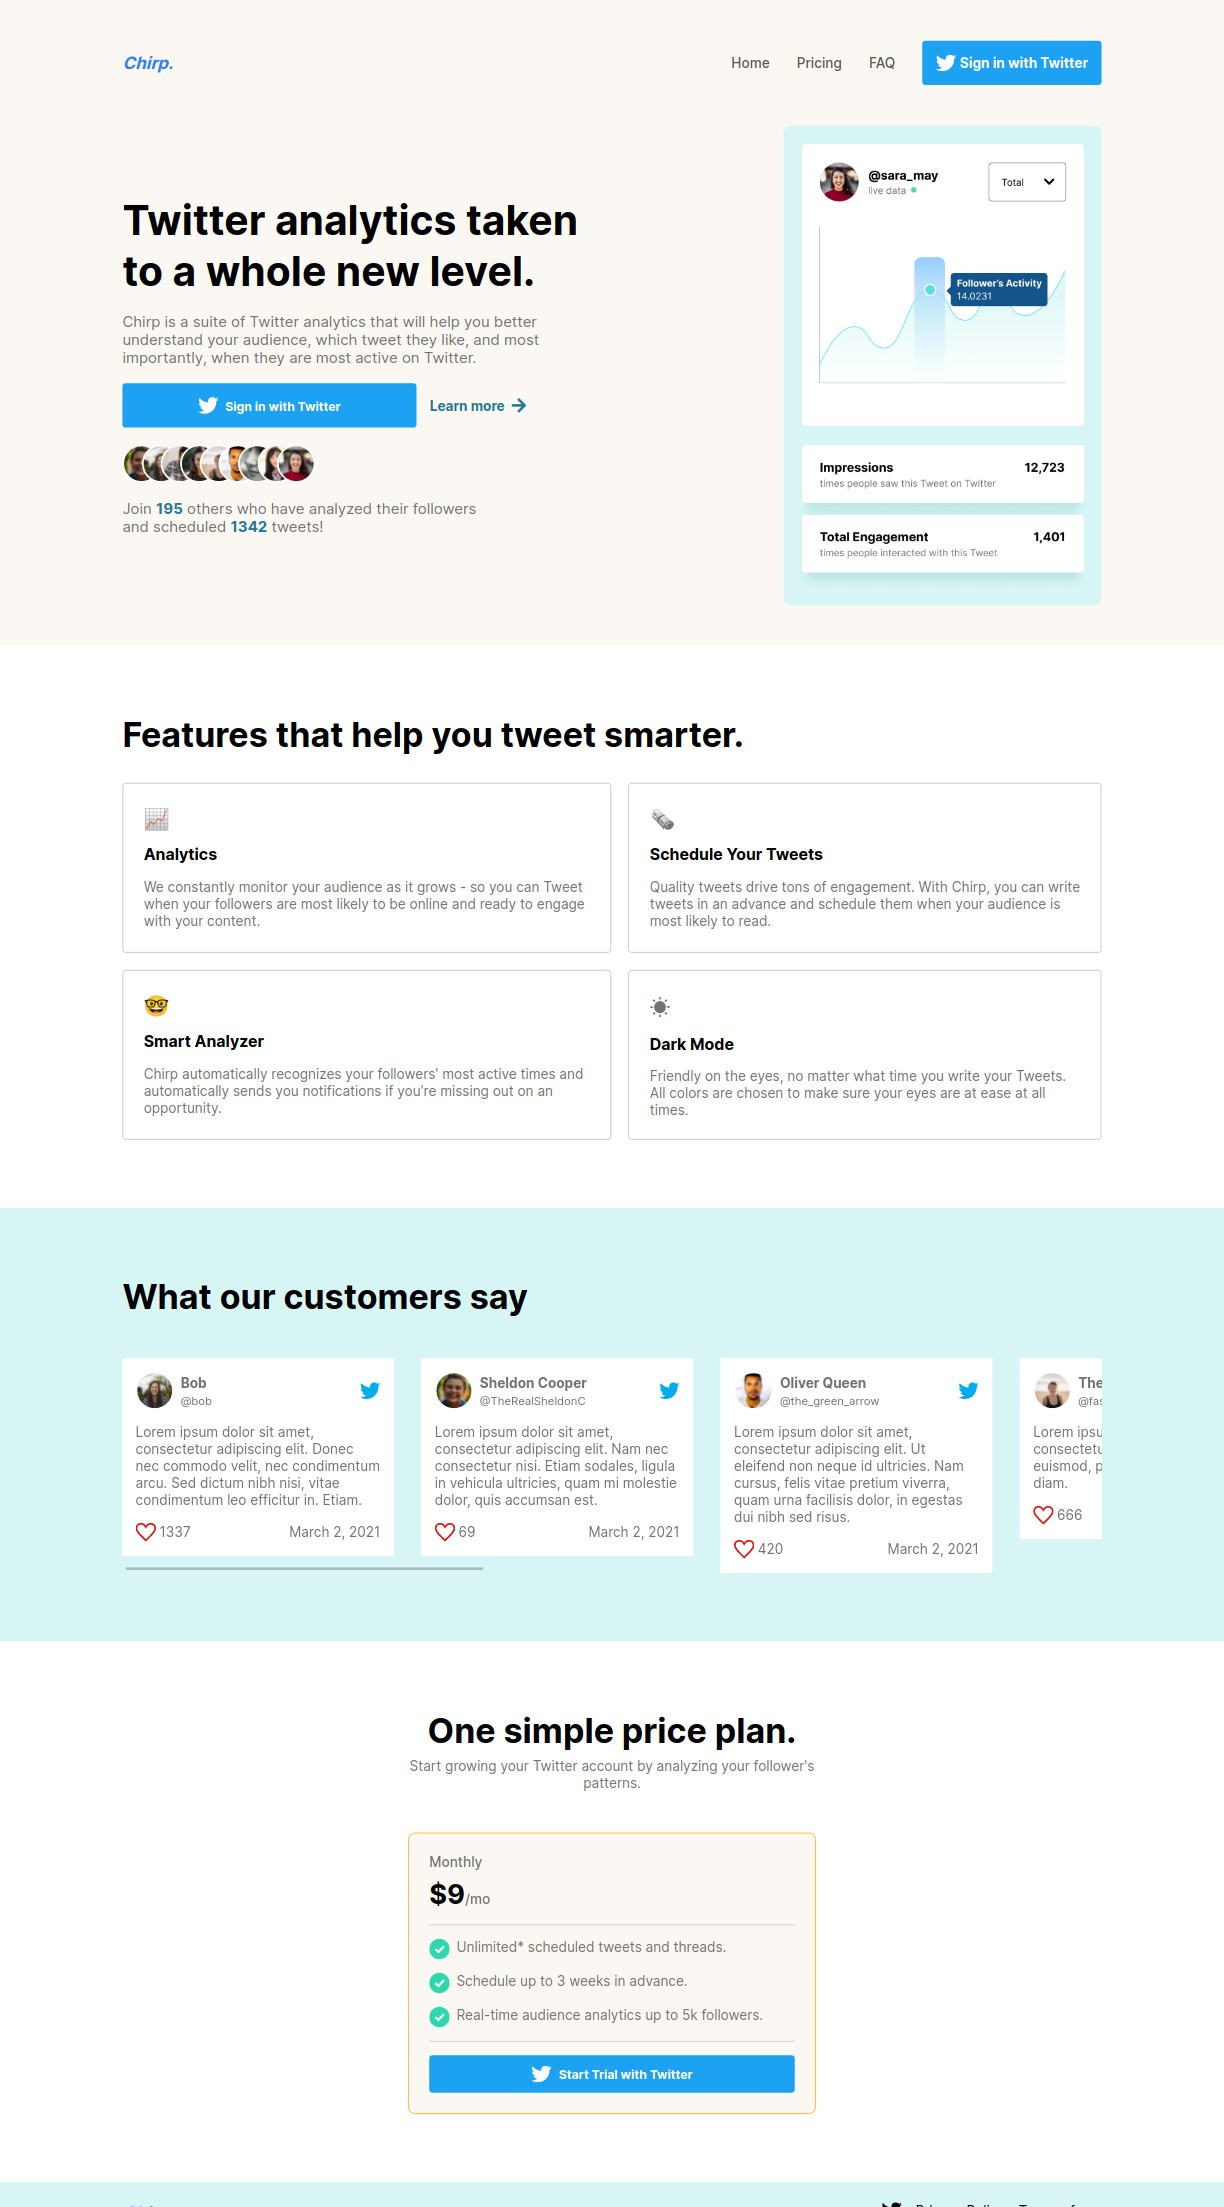 Chirp.
Home
Pricing
FAQ
Sign in with Twitter
Twitter analytics taken
to a whole new level.
Chirp is a suite of Twitter analytics that will help you better
understand your audience, which tweet they like, and most
importantly, when they are most active on Twitter.
Sign in with Twitter
Learn more
Join 195 others who have analyzed their followers
and scheduled 1342 tweets!
@sara_may
live data
Total
Follower's Activity
14.0231
Impressions
12,723
times people saw this Tweet on Twitter
Total Engagement
1,401
times people interacted with this Tweet
Features that help you tweet smarter.
Analytics
We constantly monitor your audience as it grows - so you can Tweet
when your followers are most likely to be online and ready to engage
with your content.
Schedule Your Tweets
Quality tweets drive tons of engagement. With Chirp, you can write
tweets in an advance and schedule them when your audience is
most likely to read.
Smart Analyzer
Chirp automatically recognizes your followers' most active times and
automatically sends you notifications if you're missing out on an
opportunity.
Dark Mode
Friendly on the eyes, no matter what time you write your Tweets.
All colors are chosen to make sure your eyes are at ease at all
times.
What our customers say
Bob
@bob
Lorem ipsum dolor sit amet,
consectetur adipiscing elit. Donec
nec commodo velit, nec condimentum
arcu. Sed dictum nibh nisi, vitae
condimentum leo efficitur in. Etiam.
1337
March 2, 2021
Sheldon Cooper
@TheRealSheldonC
Lorem ipsum dolor sit amet,
consectetur adipiscing elit. Nam nec
consectetur nisi. Etiam sodales, ligula
in vehicula ultricies, quam mi molestie
dolor, quis accumsan est.
69
March 2, 2021
Oliver Queen
@the_green_arrow
Lorem ipsum dolor sit amet,
consectetur adipiscing elit. Ut
eleifend non neque id ultricies. Nam
cursus, felis vitae pretium viverra,
quam urna facilisis dolor, in egestas
dui nibh sed risus.
420
March 2, 2021
The
@fas
Lorem ipsu
consectetu
euismod, p
diam.
666
One simple price plan.
Start growing your Twitter account by analyzing your follower's
patterns.
Monthly
$9/mo
Unlimited* scheduled tweets and threads.
Schedule up to 3 weeks in advance.
Real-time audience analytics up to 5k followers.
Start Trial with Twitter